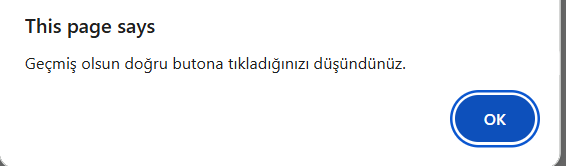 This page says
Geçmiş olsun doğru butona tıkladığınızı düşündünüz.
OK